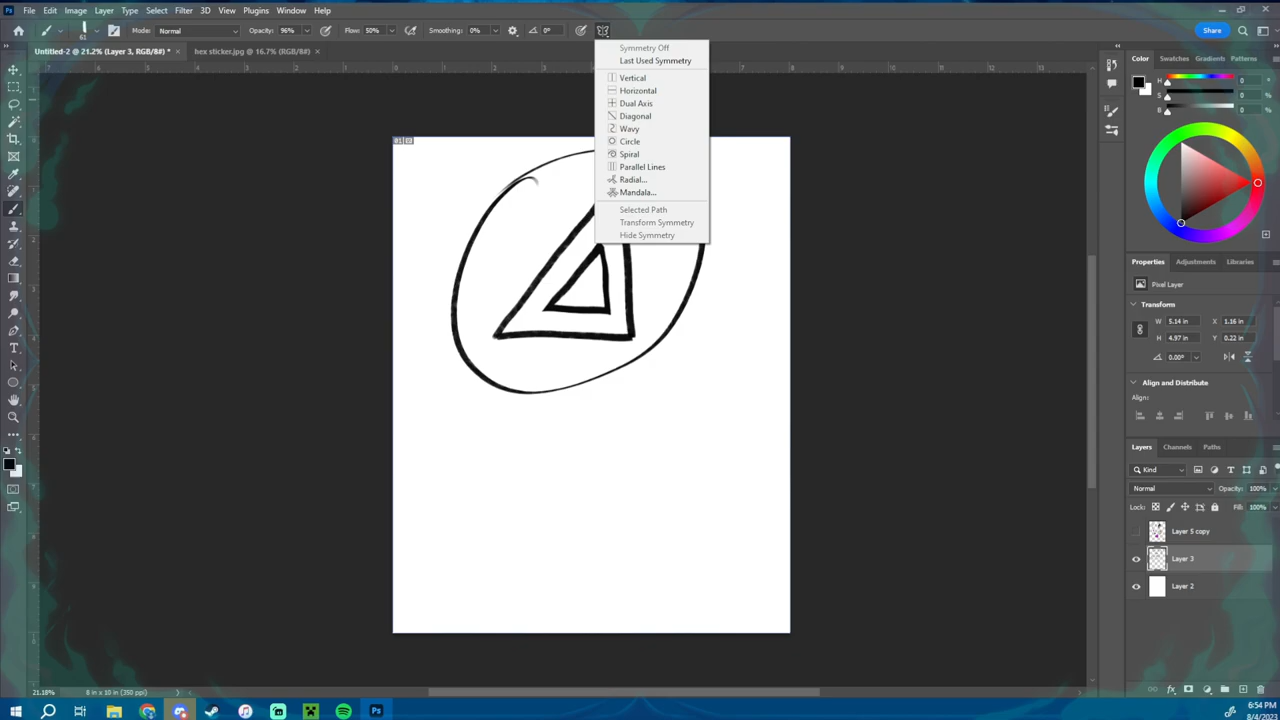 File Edit Image Layer Type Select Filter 3D View Plugins Window Help
61 Mode: Normal Opacity: 96% Flow: 50% Smoothing: 0% 0° Share
Untitled-2 @ 21.2% (Layer 3, RGB/8#) * × hex sticker.jpg @ 16.7% (RGB/8#) ×
Symmetry Off
Last Used Symmetry
Vertical
Horizontal
Dual Axis
Diagonal
Wavy
Circle
Spiral
Parallel Lines
Radial...
Mandala...
Selected Path
Transform Symmetry
Hide Symmetry
Color Swatches Gradients Patterns
H 0 °
S 0 %
B 0 %
Properties Adjustments Libraries
Pixel Layer
Transform
W 5.14 in X 1.16 in
H 4.97 in Y 0.22 in
0.00°
Align and Distribute
Align:
Layers Channels Paths
Kind
Normal Opacity: 100%
Lock: Fill: 100%
Layer 5 copy
Layer 3
Layer 2
21.18% 8 in x 10 in (350 ppi)
6:54 PM
8/4/2023